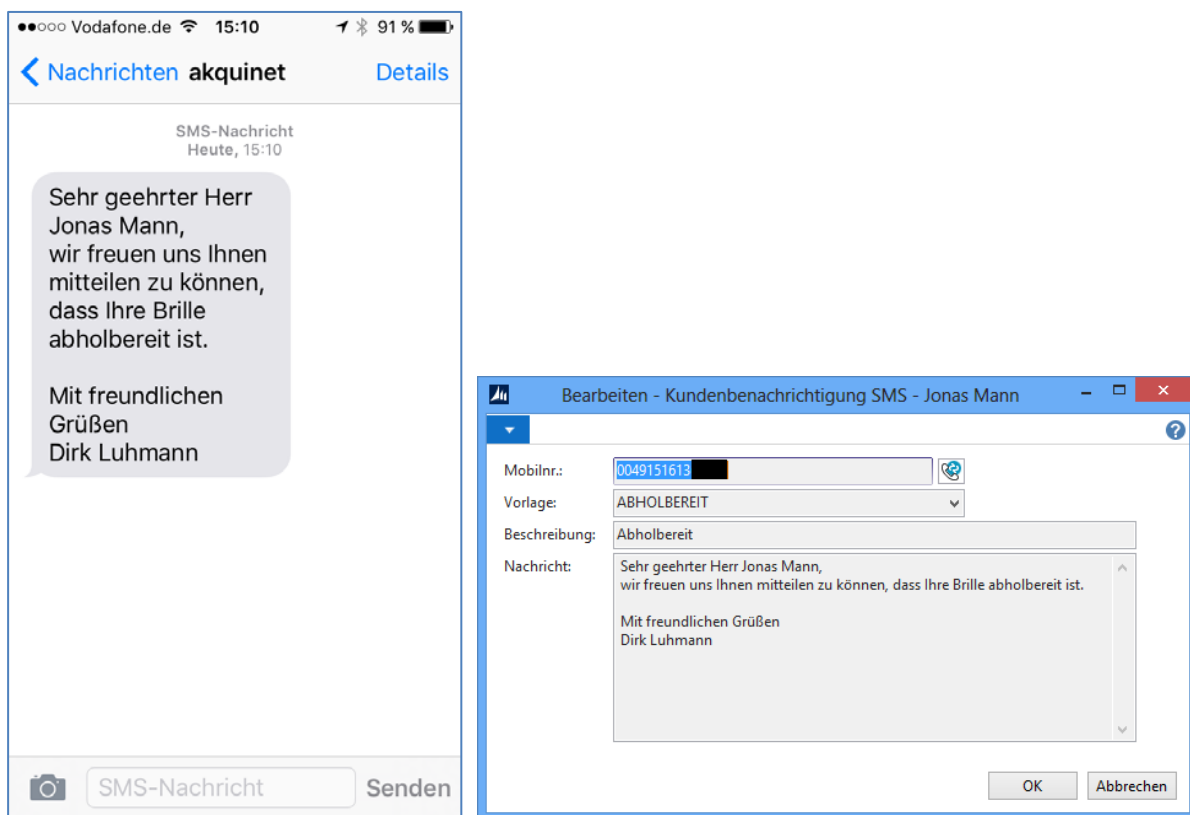 Vodafone.de 15:10 91 %
Nachrichten akquinet Details
SMS-Nachricht
Heute, 15:10
Sehr geehrter Herr
Jonas Mann,
wir freuen uns Ihnen
mitteilen zu können,
dass Ihre Brille
abholbereit ist.
Mit freundlichen
Grüßen
Dirk Luhmann
SMS-Nachricht Senden
Bearbeiten - Kundenbenachrichtigung SMS - Jonas Mann
?
Mobilnr.: 0049151613
Vorlage: ABHOLBEREIT
Beschreibung: Abholbereit
Nachricht: Sehr geehrter Herr Jonas Mann,
wir freuen uns Ihnen mitteilen zu können, dass Ihre Brille abholbereit ist.
Mit freundlichen Grüßen
Dirk Luhmann
OK Abbrechen